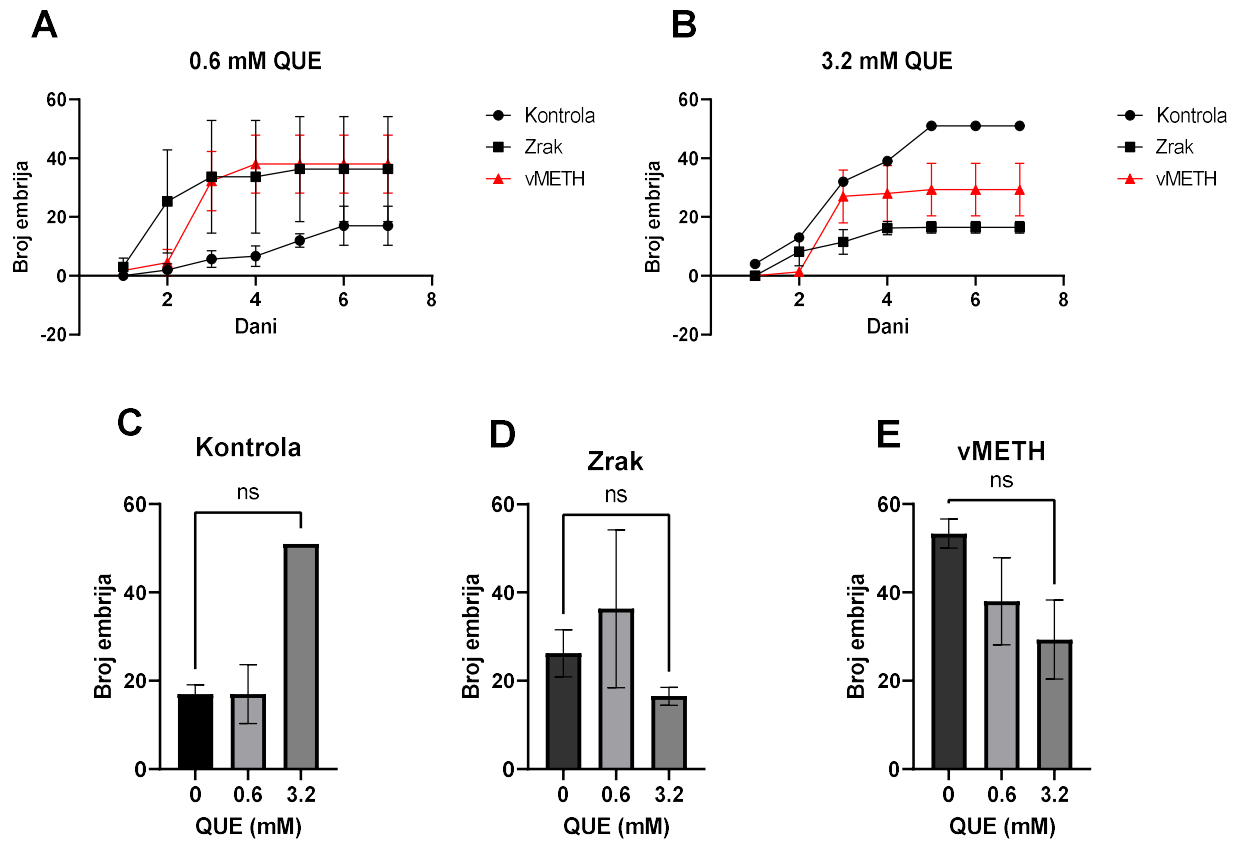 A
0.6 mM QUE
Broj embrija
60
40
20
0
-20
2
4
6
8
Dani
Kontrola
Zrak
vMETH
B
3.2 mM QUE
Broj embrija
60
40
20
0
-20
2
4
6
8
Dani
Kontrola
Zrak
vMETH
C
Kontrola
ns
Broj embrija
60
40
20
0
0
0.6
3.2
QUE (mM)
D
Zrak
ns
Broj embrija
60
40
20
0
0
0.6
3.2
QUE (mM)
E
vMETH
ns
Broj embrija
60
40
20
0
0
0.6
3.2
QUE (mM)